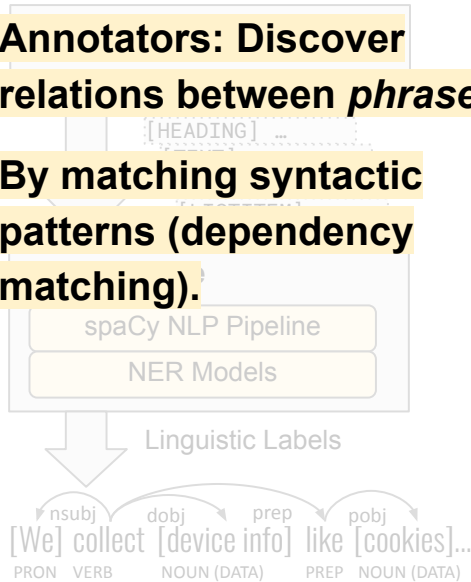 Annotators: Discover
relations between phrase
[HEADING] …
By matching syntactic
[LISTITEM]
patterns (dependency
matching).
spaCy NLP Pipeline
NER Models
Linguistic Labels
nsubj dobj prep pobj
[We] collect [device info] like [cookies]...
PRON VERB NOUN (DATA) PREP NOUN (DATA)